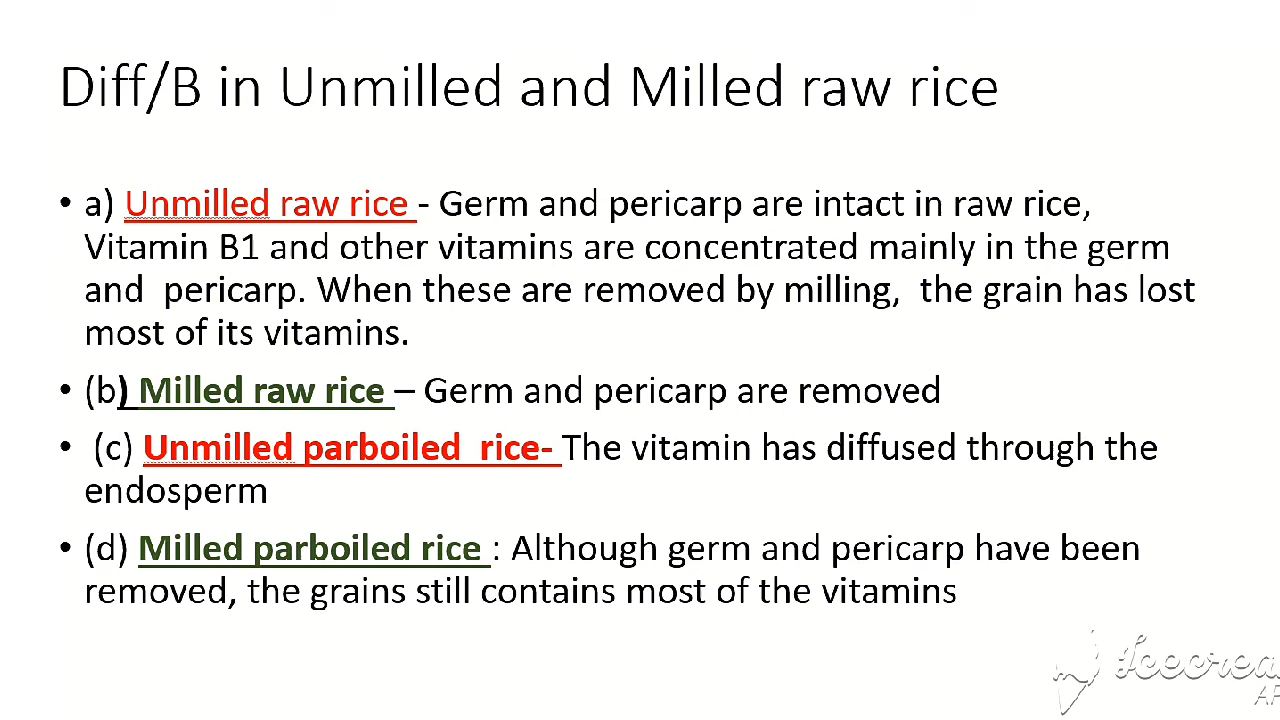 Diff/B in Unmilled and Milled raw rice
• a) Unmilled raw rice - Germ and pericarp are intact in raw rice,
Vitamin B1 and other vitamins are concentrated mainly in the germ
and pericarp. When these are removed by milling, the grain has lost
most of its vitamins.
• (b) Milled raw rice – Germ and pericarp are removed
• (c) Unmilled parboiled rice- The vitamin has diffused through the
endosperm
• (d) Milled parboiled rice : Although germ and pericarp have been
removed, the grains still contains most of the vitamins
Icecrea
AP